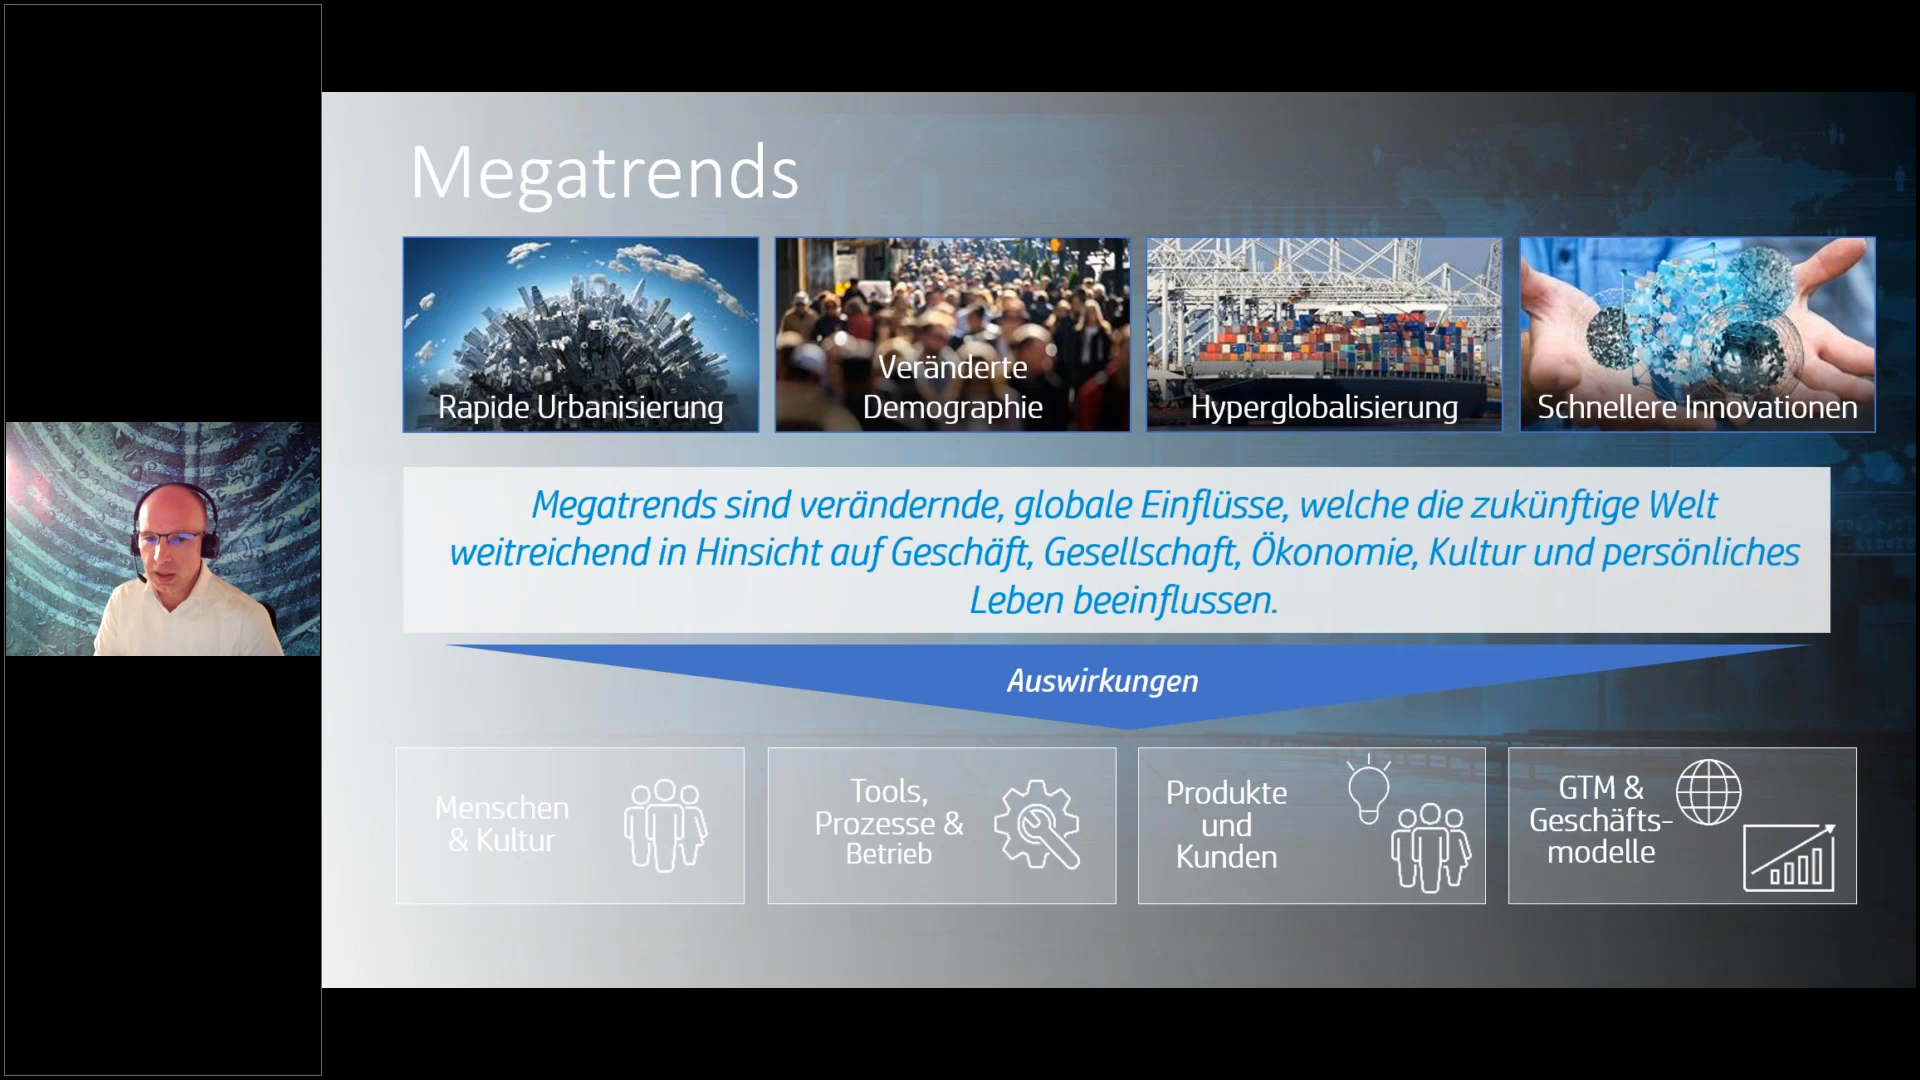 Megatrends
Rapide Urbanisierung
Veränderte
Demographie
Hyperglobalisierung
Schnellere Innovationen
Megatrends sind verändernde, globale Einflüsse, welche die zukünftige Welt
weitreichend in Hinsicht auf Geschäft, Gesellschaft, Ökonomie, Kultur und persönliches
Leben beeinflussen.
Auswirkungen
Menschen
& Kultur
Tools,
Prozesse &
Betrieb
Produkte
und
Kunden
GTM &
Geschäfts-
modelle